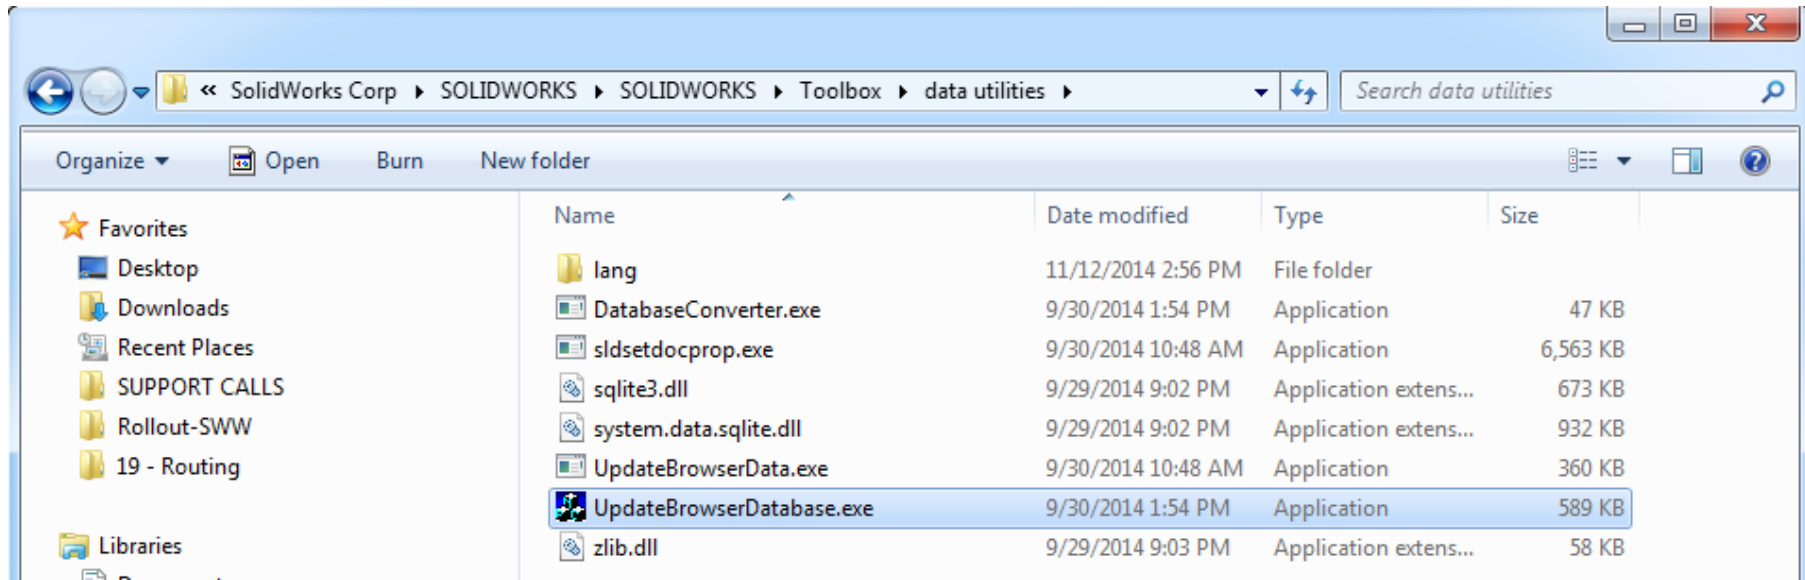 « SolidWorks Corp ▸ SOLIDWORKS ▸ SOLIDWORKS ▸ Toolbox ▸ data utilities ▸ Search data utilities
Organize Open Burn New folder
Name Date modified Type Size
Favorites
Desktop
Downloads
Recent Places
SUPPORT CALLS
Rollout-SWW
19 - Routing
Libraries
lang 11/12/2014 2:56 PM File folder
DatabaseConverter.exe 9/30/2014 1:54 PM Application 47 KB
sldsetdocprop.exe 9/30/2014 10:48 AM Application 6,563 KB
sqlite3.dll 9/29/2014 9:02 PM Application extens... 673 KB
system.data.sqlite.dll 9/29/2014 9:02 PM Application extens... 932 KB
UpdateBrowserData.exe 9/30/2014 10:48 AM Application 360 KB
UpdateBrowserDatabase.exe 9/30/2014 1:54 PM Application 589 KB
zlib.dll 9/29/2014 9:03 PM Application extens... 58 KB